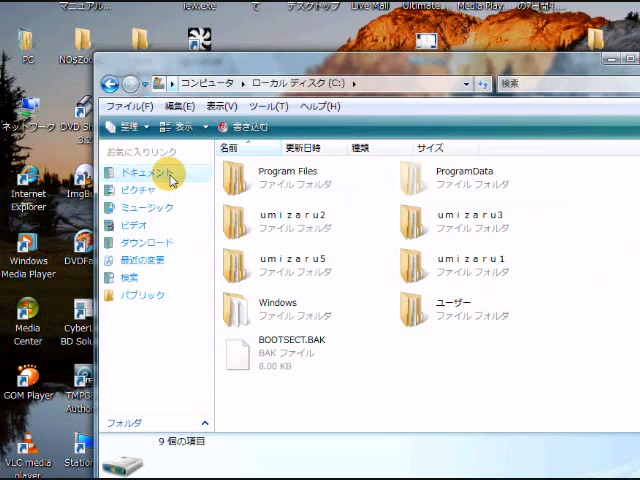 マニュアル...
rew.exe
て
デスクトップ
Live Mail
Ultimate...
Media Play...
の7日間...
PC
NOSZoo
ネットワーク
DVD Sh
3.2
Internet
Explorer
ImgBu
Windows
Media Player
DVDFa
Media
Center
CyberL
BD Solu
GOM Player
TMPG
Autho
VLC media
player
Station
コンピュータ ▸ ローカル ディスク (C:) ▸
検索
ファイル(F) 編集(E) 表示(V) ツール(T) ヘルプ(H)
整理 表示 書き込む
お気に入りリンク
ドキュメント
ピクチャ
ミュージック
ビデオ
ダウンロード
最近の変更
検索
パブリック
フォルダ
名前 更新日時 種類 サイズ
Program Files
ファイル フォルダ
ProgramData
ファイル フォルダ
ｕｍｉｚａｒｕ2
ファイル フォルダ
ｕｍｉｚａｒｕ3
ファイル フォルダ
ｕｍｉｚａｒｕ5
ファイル フォルダ
ｕｍｉｚａｒｕ1
ファイル フォルダ
Windows
ファイル フォルダ
ユーザー
ファイル フォルダ
BOOTSECT.BAK
BAK ファイル
8.00 KB
9 個の項目